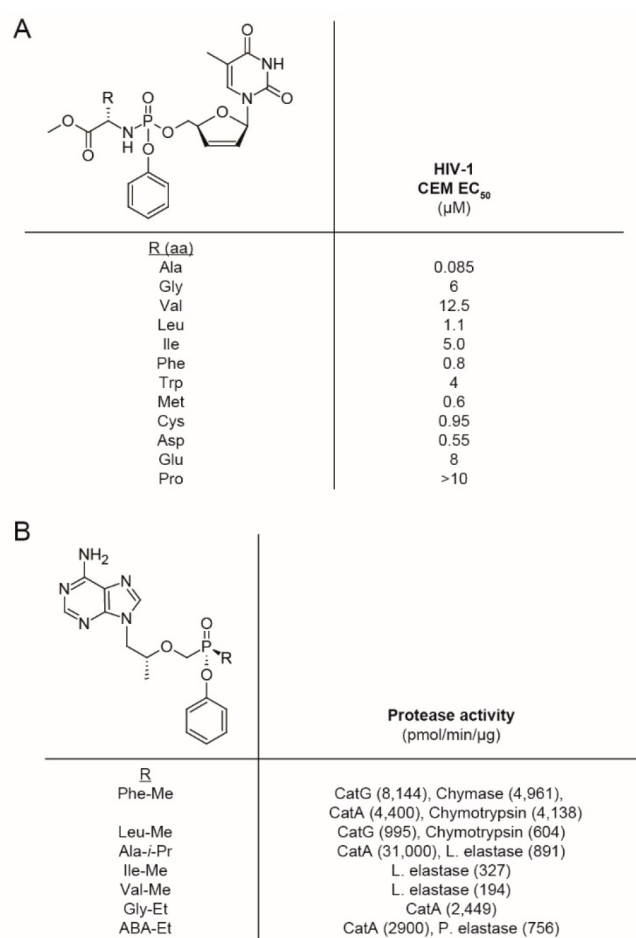 A
R
O
O
O
NH
N
O
O
P
O
O
N
H
O
HIV-1
CEM EC50
(µM)
R (aa)
Ala 0.085
Gly 6
Val 12.5
Leu 1.1
Ile 5.0
Phe 0.8
Trp 4
Met 0.6
Cys 0.95
Asp 0.55
Glu 8
Pro >10
B
NH2
N
N
N
N
O
O
P
R
O
Protease activity
(pmol/min/µg)
R
Phe-Me CatG (8,144), Chymase (4,961),
CatA (4,400), Chymotrypsin (4,138)
Leu-Me CatG (995), Chymotrypsin (604)
Ala-i-Pr CatA (31,000), L. elastase (891)
Ile-Me L. elastase (327)
Val-Me L. elastase (194)
Gly-Et CatA (2,449)
ABA-Et CatA (2900), P. elastase (756)